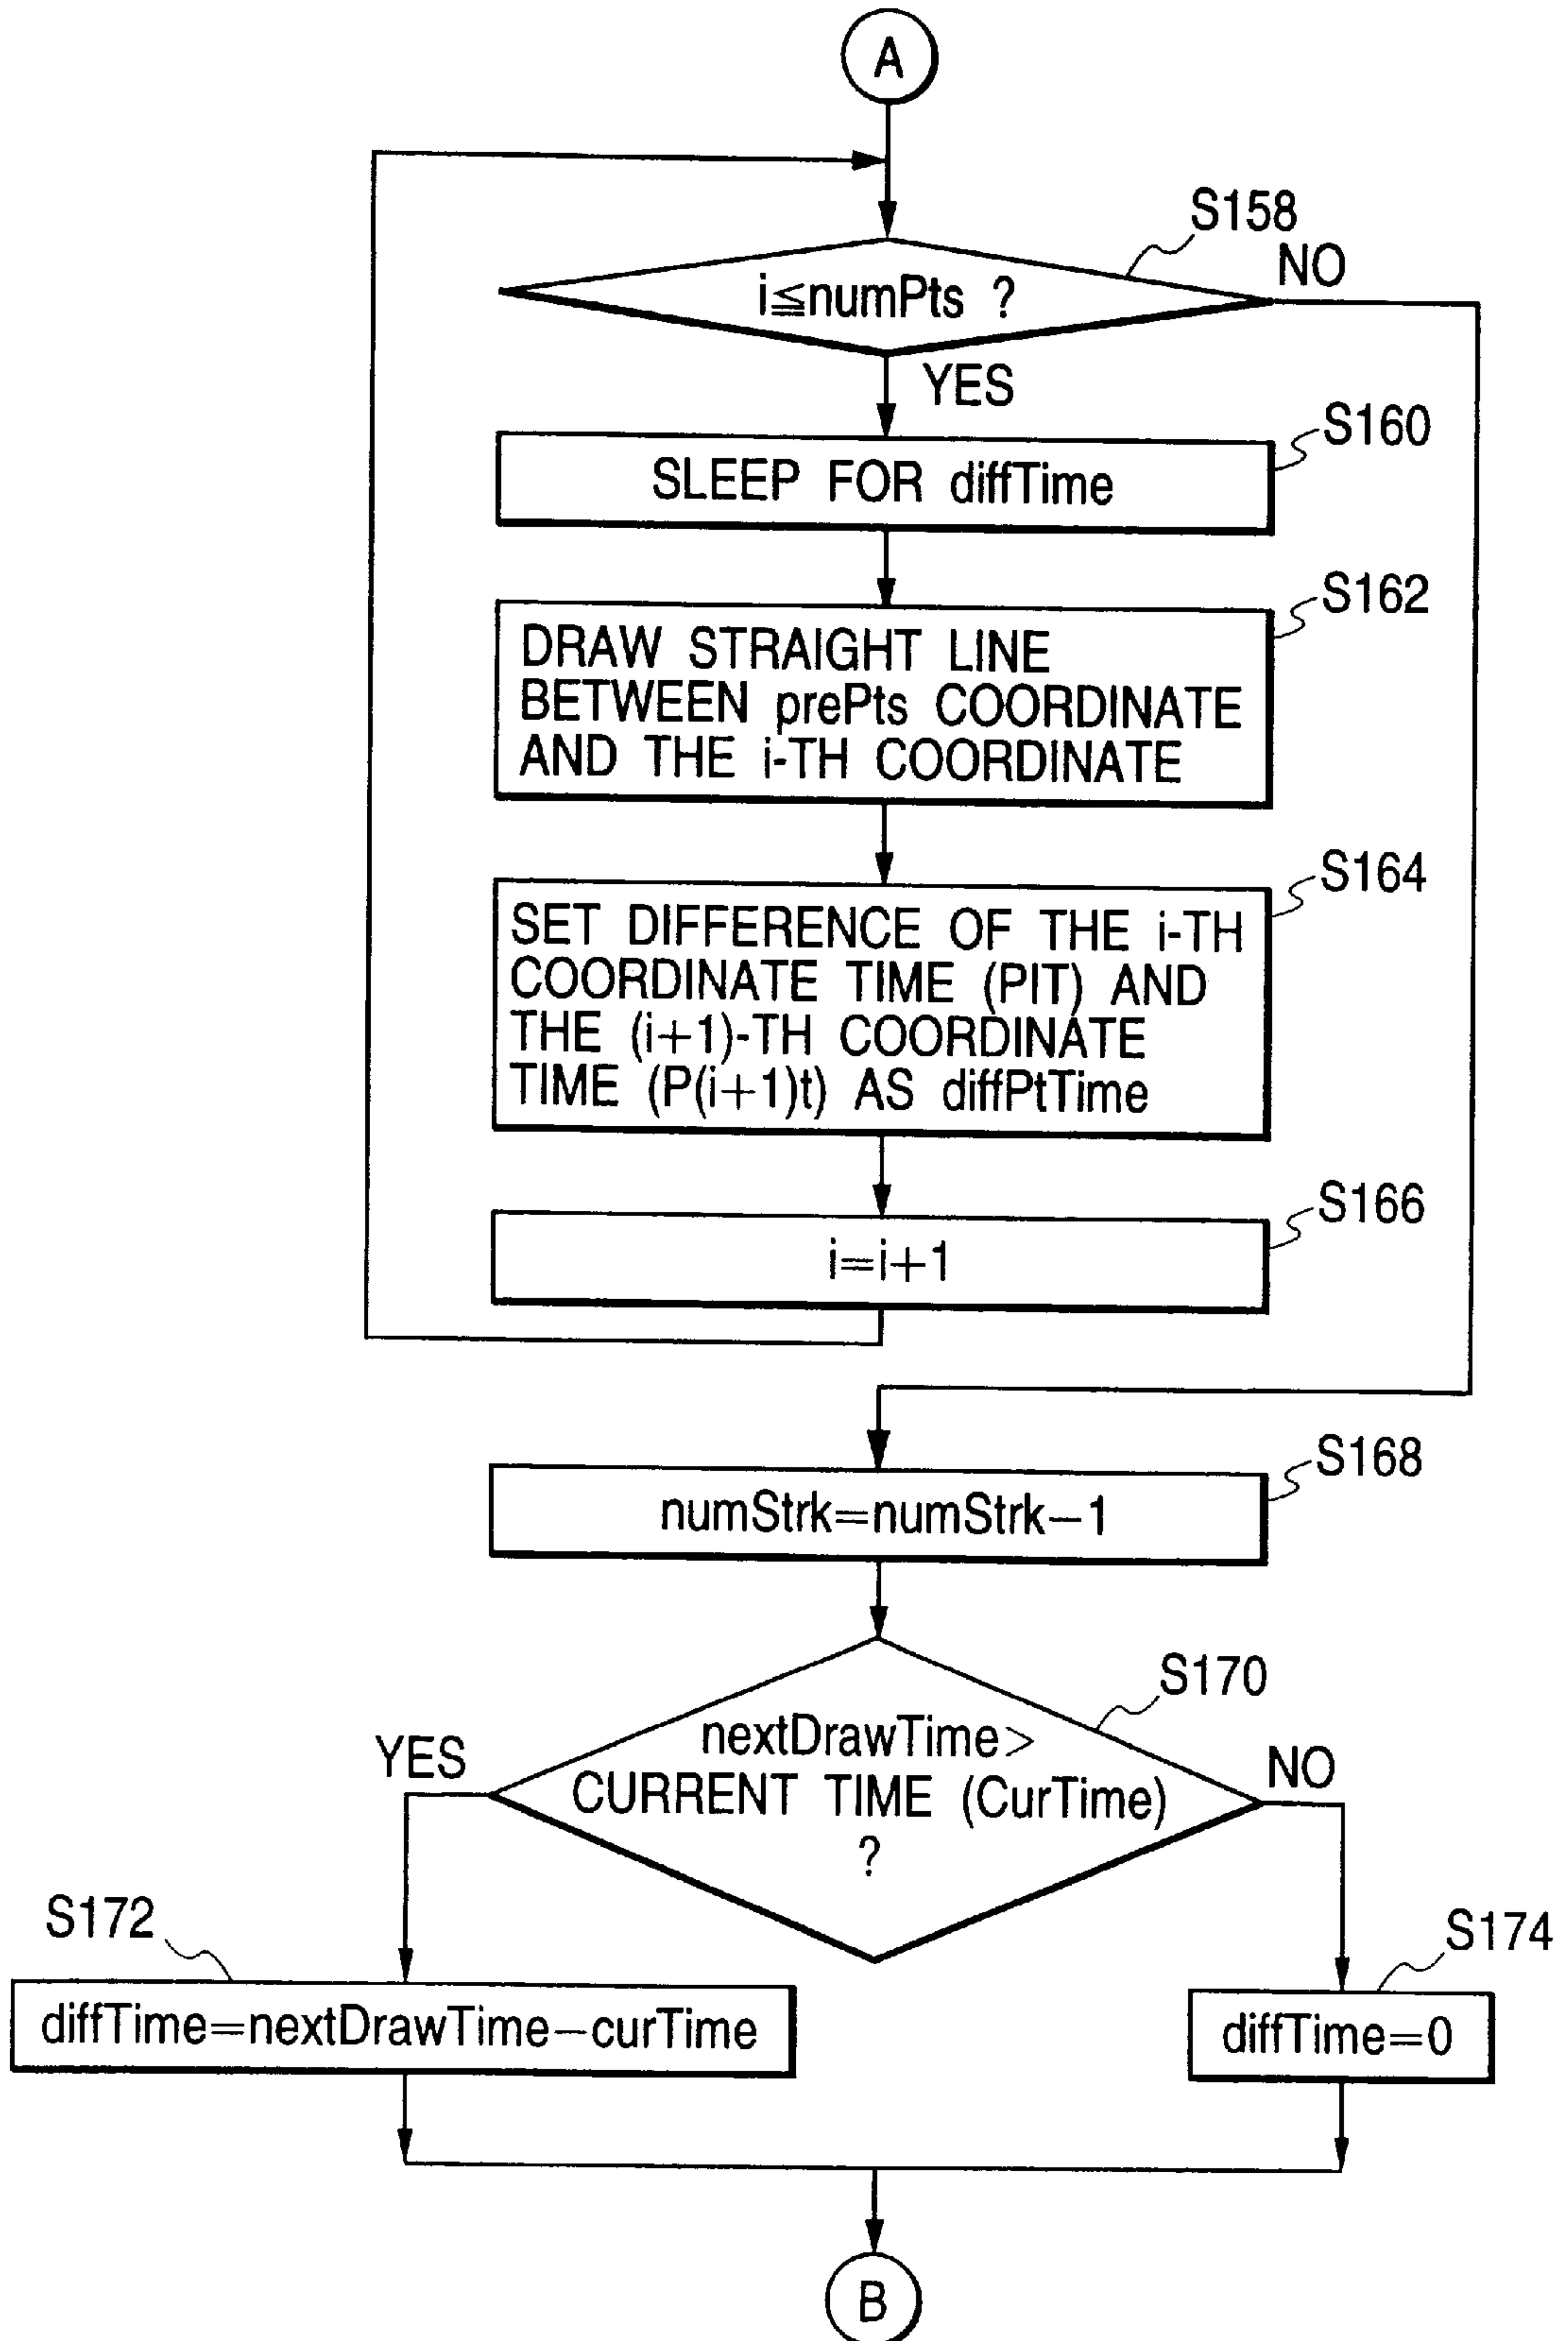 A
S158
i≦numPts ?
NO
YES
S160
SLEEP FOR diffTime
S162
DRAW STRAIGHT LINE
BETWEEN prePts COORDINATE
AND THE i-TH COORDINATE
S164
SET DIFFERENCE OF THE i-TH
COORDINATE TIME (PIT) AND
THE (i+1)-TH COORDINATE
TIME (P(i+1)t) AS diffPtTime
S166
i=i+1
S168
numStrk=numStrk−1
S170
nextDrawTime>
CURRENT TIME (CurTime)
?
YES
NO
S172
diffTime=nextDrawTime−curTime
S174
diffTime=0
B